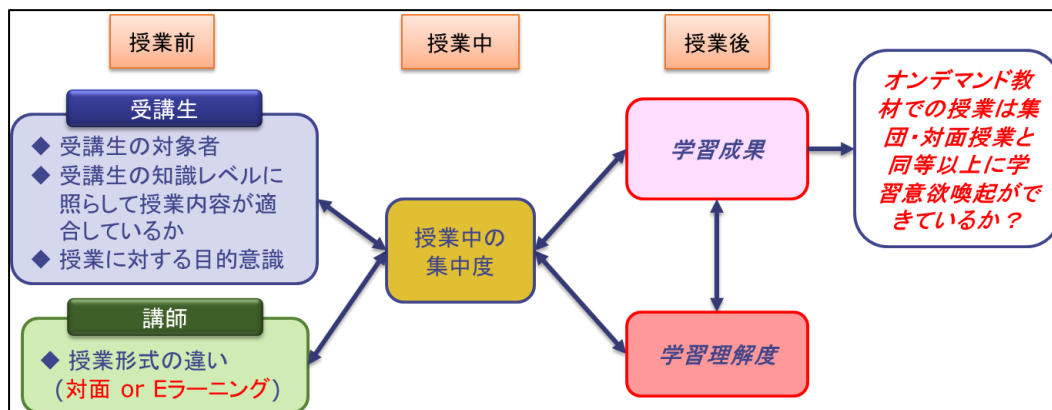 授業前
授業中
授業後
受講生
◆ 受講生の対象者
◆ 受講生の知識レベルに
照らして授業内容が適
合しているか
◆ 授業に対する目的意識
講師
◆ 授業形式の違い
(対面 or Eラーニング)
授業中の
集中度
学習成果
学習理解度
オンデマンド教
材での授業は集
団・対面授業と
同等以上に学
習意欲喚起がで
きているか？